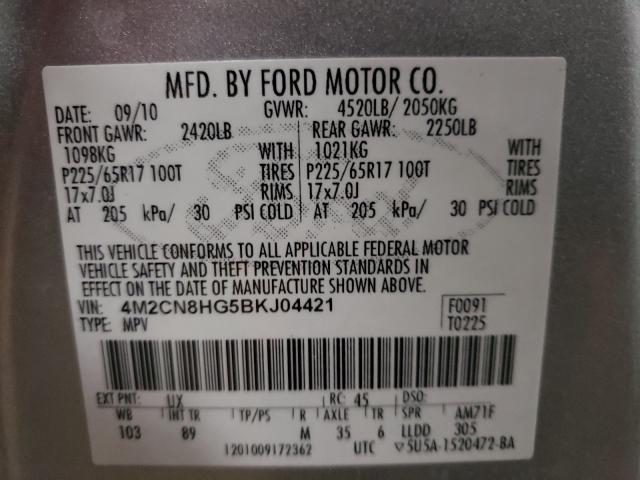 MFD. BY FORD MOTOR CO.
DATE: 09/10 GVWR: 4520LB/ 2050KG
FRONT GAWR: 2420LB REAR GAWR: 2250LB
1098KG WITH 1021KG WITH
P225/65R17 100T TIRES P225/65R17 100T TIRES
17x7.0J RIMS 17x7.0J RIMS
AT 205 kPa/ 30 PSI COLD AT 205 kPa/ 30 PSI COLD
THIS VEHICLE CONFORMS TO ALL APPLICABLE FEDERAL MOTOR
VEHICLE SAFETY AND THEFT PREVENTION STANDARDS IN
EFFECT ON THE DATE OF MANUFACTURE SHOWN ABOVE.
VIN: 4M2CN8HG5BKJ04421 F0091
TYPE: MPV T0225
EXT PNT: UX RC: 45 DSO:
WB INT TR TP/PS R AXLE TR SPR AM71F
103 89 M 35 6 LLDD 305
1201009172362 UTC ▽5U5A-1520472-BA